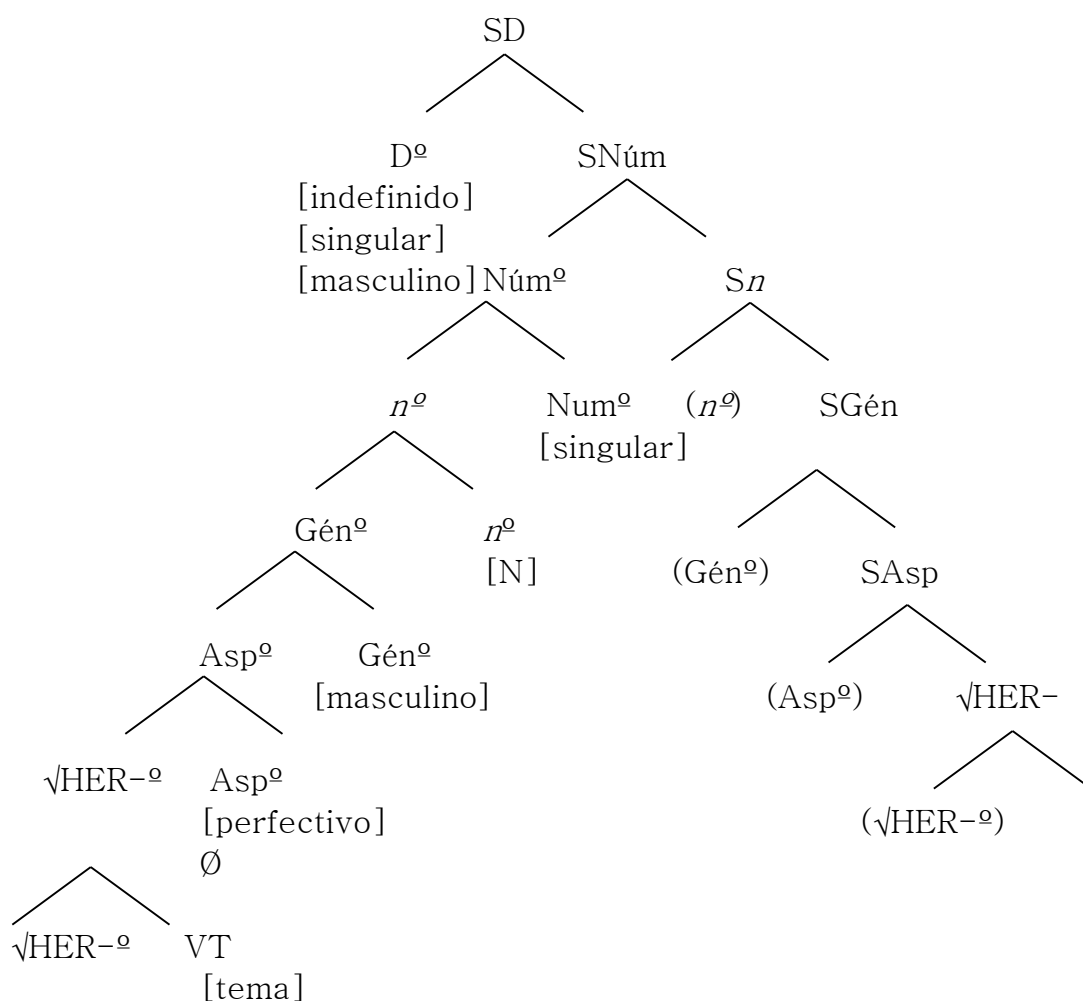 SD
Dº SNúm
[indefinido]
[singular]
[masculino] Númº Sn
nº Numº (nº) SGén
[singular]
Génº nº
[N] (Génº) SAsp
Aspº Génº
[masculino] (Aspº) √HER-
√HER-º Aspº
[perfectivo] (√HER-º)
Ø
√HER-º VT
[tema]